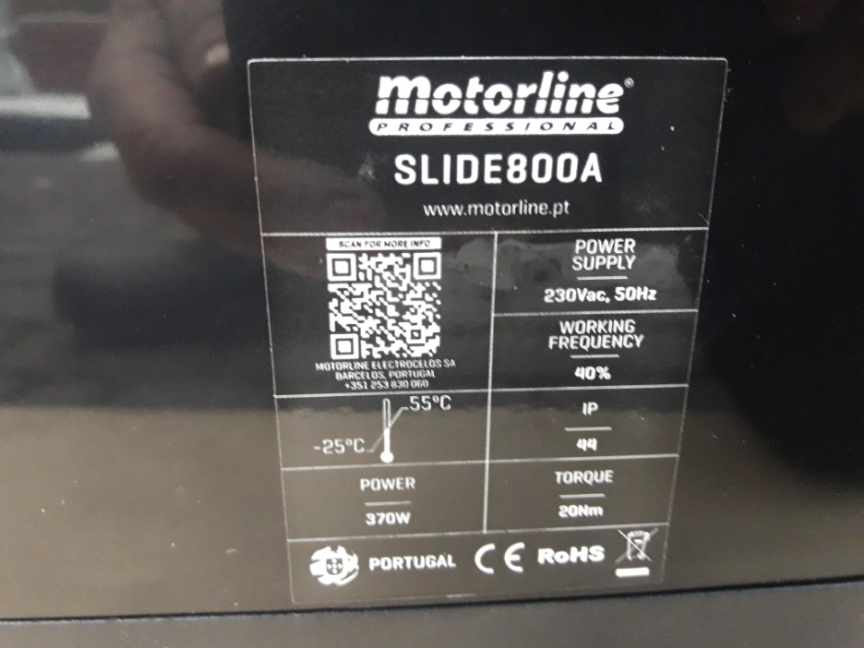 motorline®
PROFESSIONAL
SLIDE800A
www.motorline.pt
SCAN FOR MORE INFO
MOTORLINE ELECTROCELOS SA
BARCELOS, PORTUGAL
+351 253 830 060
POWER
SUPPLY
230Vac, 50Hz
WORKING
FREQUENCY
40%
55°C
-25°C
IP
44
POWER
370W
TORQUE
20Nm
PORTUGAL
CE
RoHS